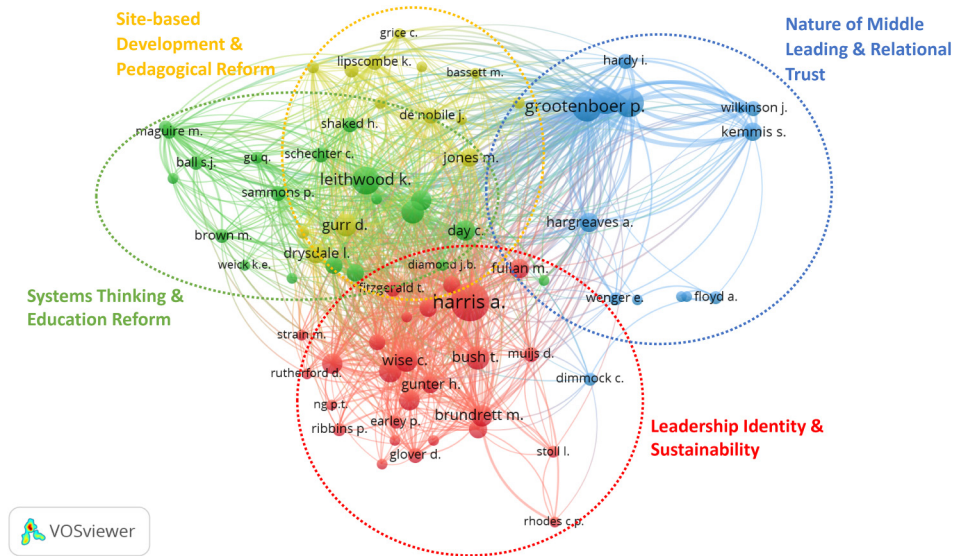 Site-based
Development &
Pedagogical Reform
Nature of Middle
Leading & Relational
Trust
grice c.
lipscombe k.
bassett m.
hardy i.
grootenboer p.
wilkinson j.
kemmis s.
de nobile j.
shaked h.
maguire m.
ball s.j.
gu q.
schechter c.
jones m.
leithwood k.
sammons p.
hargreaves a.
gurr d.
day c.
brown m.
drysdale l.
weick k.e.
diamond j.b.
fullan m.
fitzgerald t.
Systems Thinking &
Education Reform
harris a.
wenger e.
floyd a.
strain m.
wise c.
bush t.
muijs d.
rutherford d.
gunter h.
dimmock c.
ng p.t.
brundrett m.
ribbins p.
earley p.
Leadership Identity &
Sustainability
glover d.
stoll l.
rhodes c.p.
VOSviewer